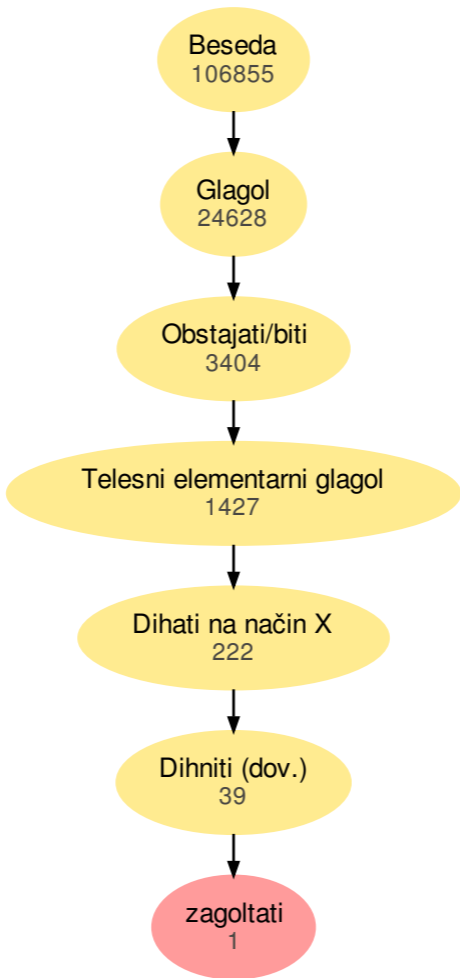 Beseda
106855
Glagol
24628
Obstajati/biti
3404
Telesni elementarni glagol
1427
Dihati na način X
222
Dihniti (dov.)
39
zagoltati
1